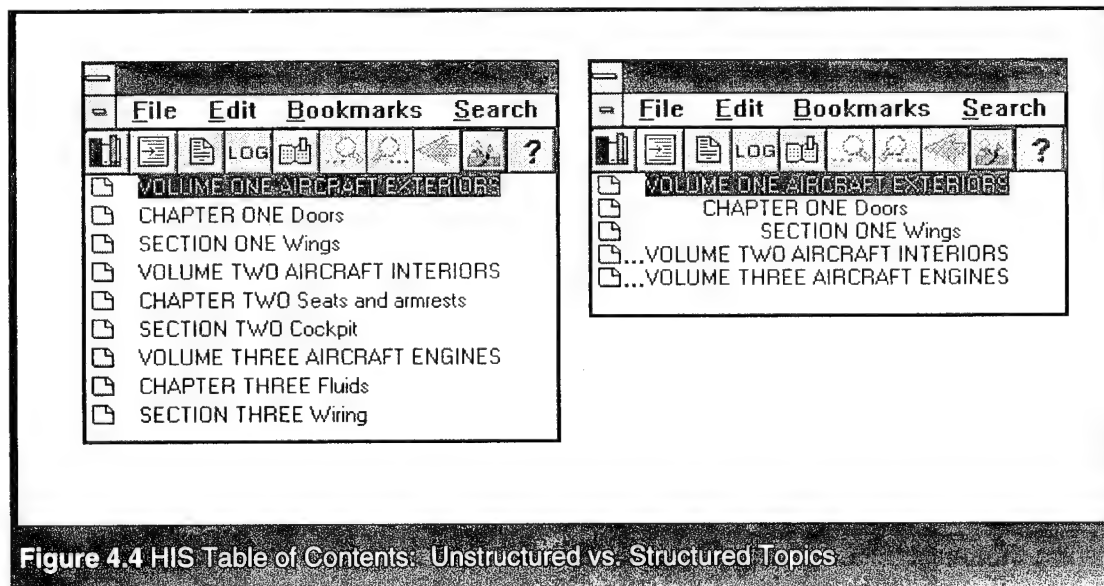 File Edit Bookmarks Search
LOG ?
VOLUME ONE AIRCRAFT EXTERIORS
CHAPTER ONE Doors
SECTION ONE Wings
VOLUME TWO AIRCRAFT INTERIORS
CHAPTER TWO Seats and armrests
SECTION TWO Cockpit
VOLUME THREE AIRCRAFT ENGINES
CHAPTER THREE Fluids
SECTION THREE Wiring
File Edit Bookmarks Search
LOG ?
VOLUME ONE AIRCRAFT EXTERIORS
CHAPTER ONE Doors
SECTION ONE Wings
...VOLUME TWO AIRCRAFT INTERIORS
...VOLUME THREE AIRCRAFT ENGINES
Figure 4.4 HIS Table of Contents: Unstructured vs. Structured Topics